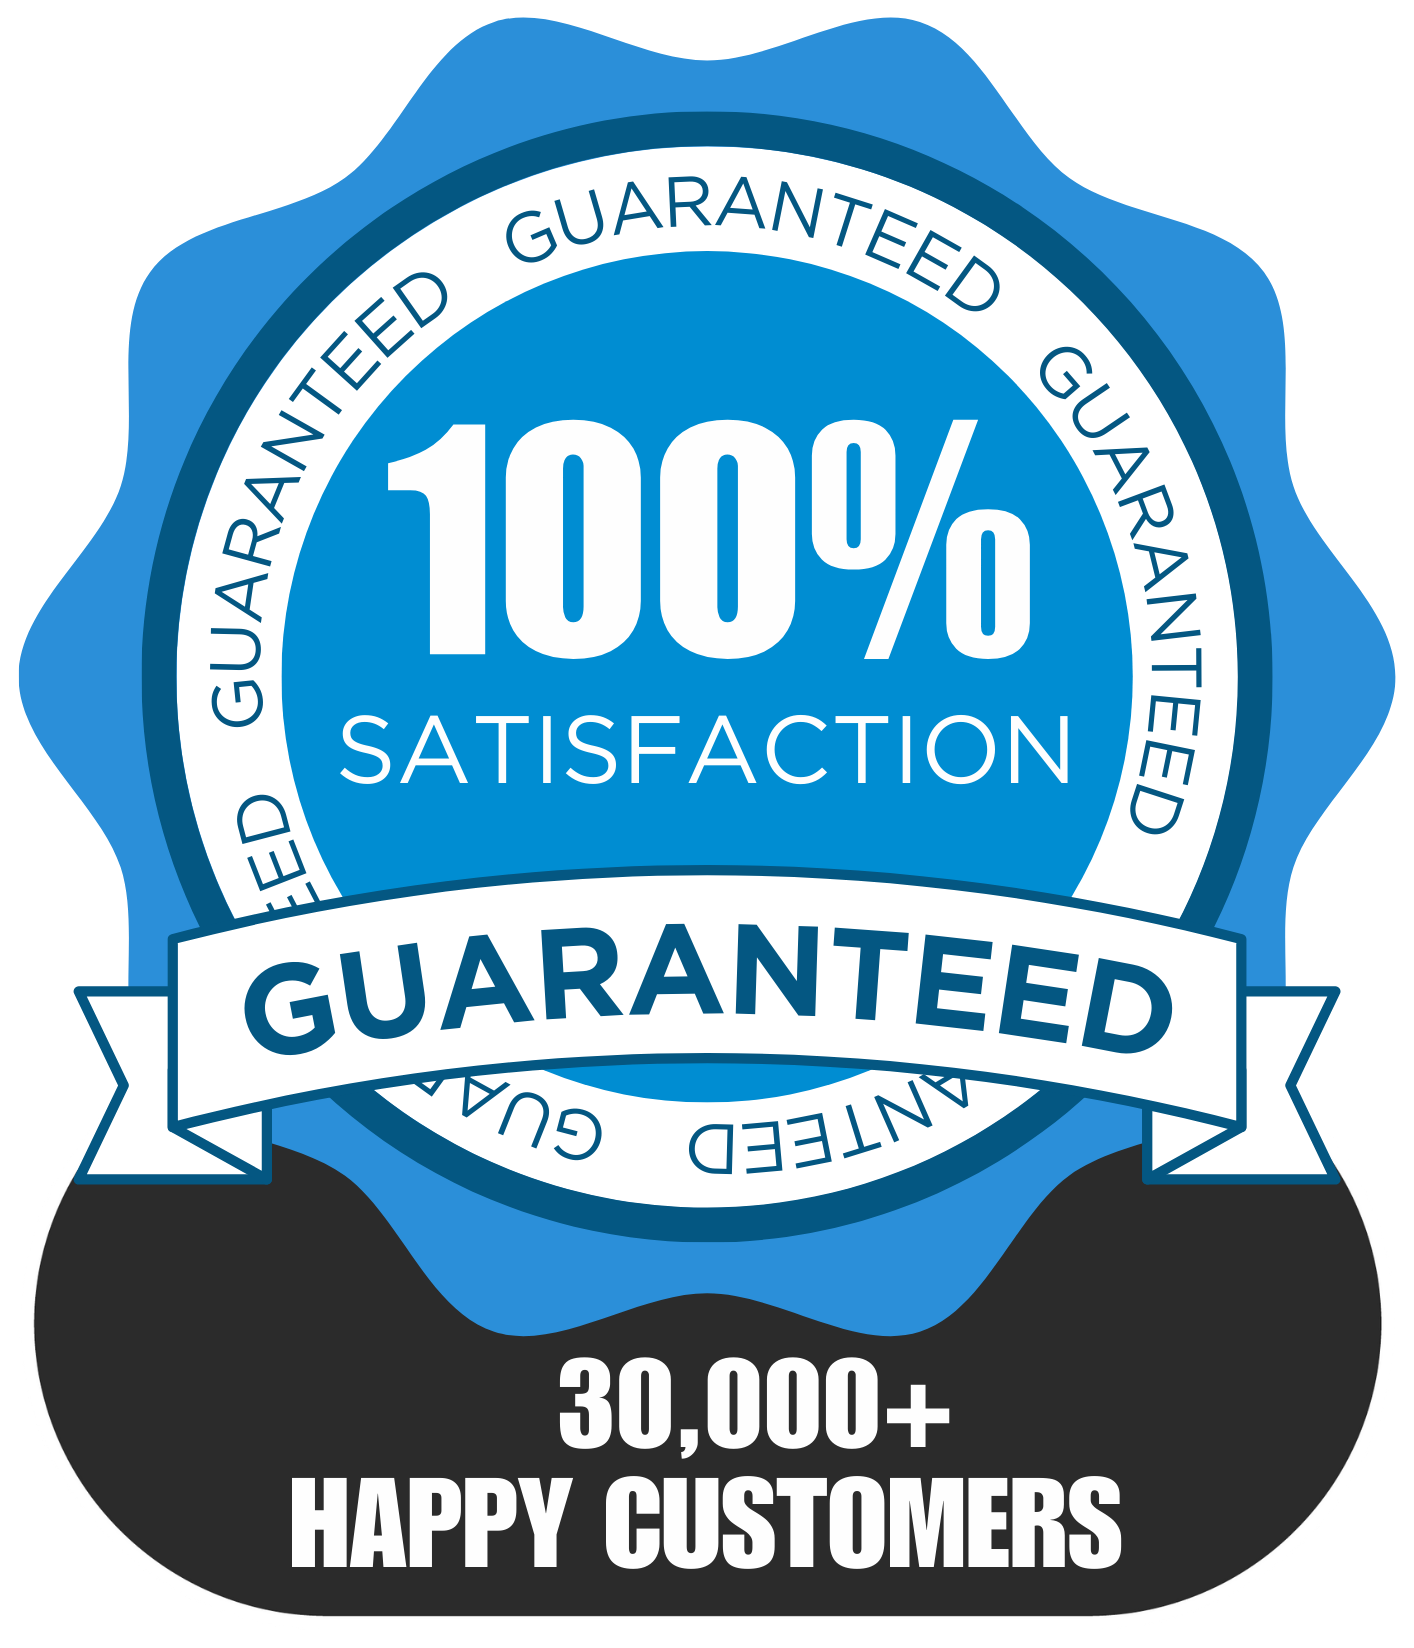 GUARANTEED GUARANTEED GUARANTEED
100%
SATISFACTION
GUARANTEED
30,000+
HAPPY CUSTOMERS